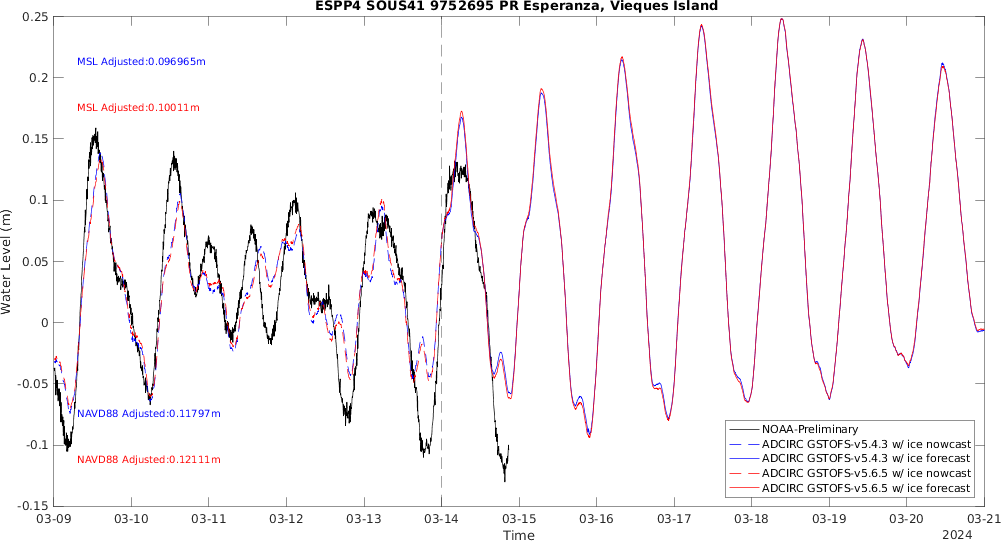 ESPP4 SOUS41 9752695 PR Esperanza, Vieques Island
0.25
0.2
0.15
0.1
0.05
0
-0.05
-0.1
-0.15
Water Level (m)
MSL Adjusted:0.096965m
MSL Adjusted:0.10011m
NAVD88 Adjusted:0.11797m
NAVD88 Adjusted:0.12111m
NOAA-Preliminary
ADCIRC GSTOFS-v5.4.3 w/ ice nowcast
ADCIRC GSTOFS-v5.4.3 w/ ice forecast
ADCIRC GSTOFS-v5.6.5 w/ ice nowcast
ADCIRC GSTOFS-v5.6.5 w/ ice forecast
03-09 03-10 03-11 03-12 03-13 03-14 03-15 03-16 03-17 03-18 03-19 03-20 03-21
Time
2024